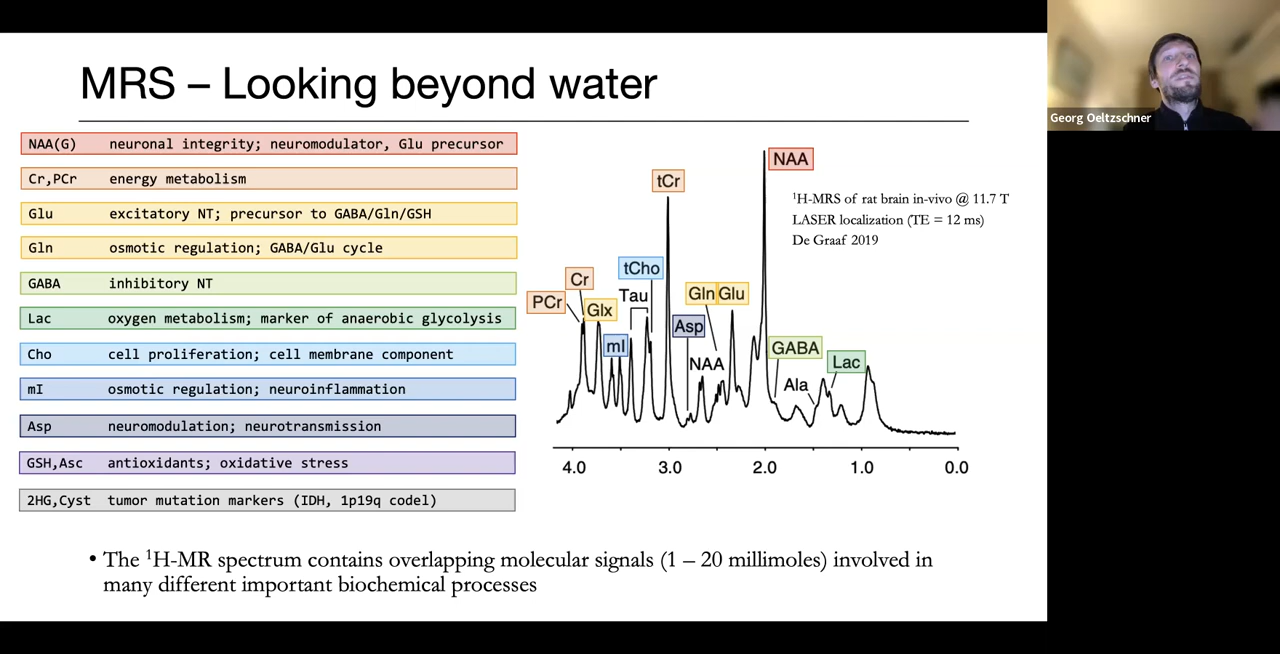 MRS – Looking beyond water
Georg Oeltzschner
NAA(G) neuronal integrity; neuromodulator, Glu precursor
Cr,PCr energy metabolism
Glu excitatory NT; precursor to GABA/Gln/GSH
Gln osmotic regulation; GABA/Glu cycle
GABA inhibitory NT
Lac oxygen metabolism; marker of anaerobic glycolysis
Cho cell proliferation; cell membrane component
mI osmotic regulation; neuroinflammation
Asp neuromodulation; neurotransmission
GSH,Asc antioxidants; oxidative stress
2HG,Cyst tumor mutation markers (IDH, 1p19q codel)
NAA
tCr
¹H-MRS of rat brain in-vivo @ 11.7 T
LASER localization (TE = 12 ms)
De Graaf 2019
tCho
Cr
PCr
Glx
Tau
Gln Glu
Asp
mI
NAA
GABA
Lac
Ala
4.0 3.0 2.0 1.0 0.0
• The ¹H-MR spectrum contains overlapping molecular signals (1 – 20 millimoles) involved in
many different important biochemical processes